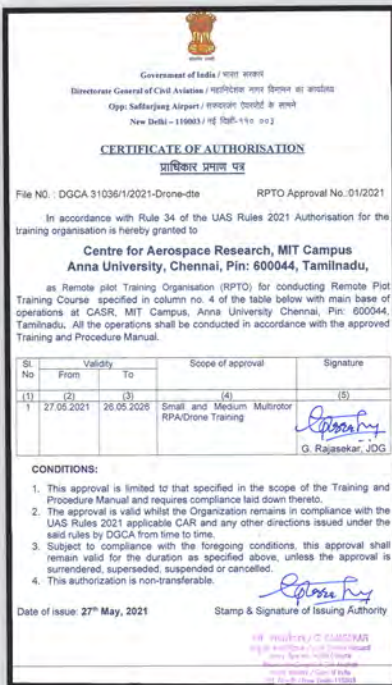 Government of India / भारत सरकार
Directorate General of Civil Aviation / महानिदेशक नागर विमानन का कार्यालय
Opp: Safdarjung Airport / सफदरजंग ऐयरपोर्ट के सामने
New Delhi – 110003 / नई दिल्ली-११० ००३
CERTIFICATE OF AUTHORISATION
प्राधिकार प्रमाण पत्र
File N0. : DGCA 31036/1/2021-Drone-dte RPTO Approval No.:01/2021
In accordance with Rule 34 of the UAS Rules 2021 Authorisation for the
training organisation is hereby granted to
Centre for Aerospace Research, MIT Campus
Anna University, Chennai, Pin: 600044, Tamilnadu,
as Remote pilot Training Organisation (RPTO) for conducting Remote Plot
Training Course specified in column no. 4 of the table below with main base of
operations at CASR, MIT Campus, Anna University Chennai, Pin: 600044,
Tamilnadu. All the operations shall be conducted in accordance with the approved
Training and Procedure Manual.
Sl. No Validity Scope of approval Signature
From To
(1) (2) (3) (4) (5)
1 27.05.2021 26.05.2026 Small and Medium Multirotor
RPA/Drone Training
G. Rajasekar, JDG
CONDITIONS:
1. This approval is limited to that specified in the scope of the Training and
Procedure Manual and requires compliance laid down thereto.
2. The approval is valid whilst the Organization remains in compliance with the
UAS Rules 2021 applicable CAR and any other directions issued under the
said rules by DGCA from time to time.
3. Subject to compliance with the foregoing conditions, this approval shall
remain valid for the duration as specified above, unless the approval is
surrendered, superseded, suspended or cancelled.
4. This authorization is non-transferable.
Date of issue: 27th May, 2021 Stamp & Signature of Issuing Authority